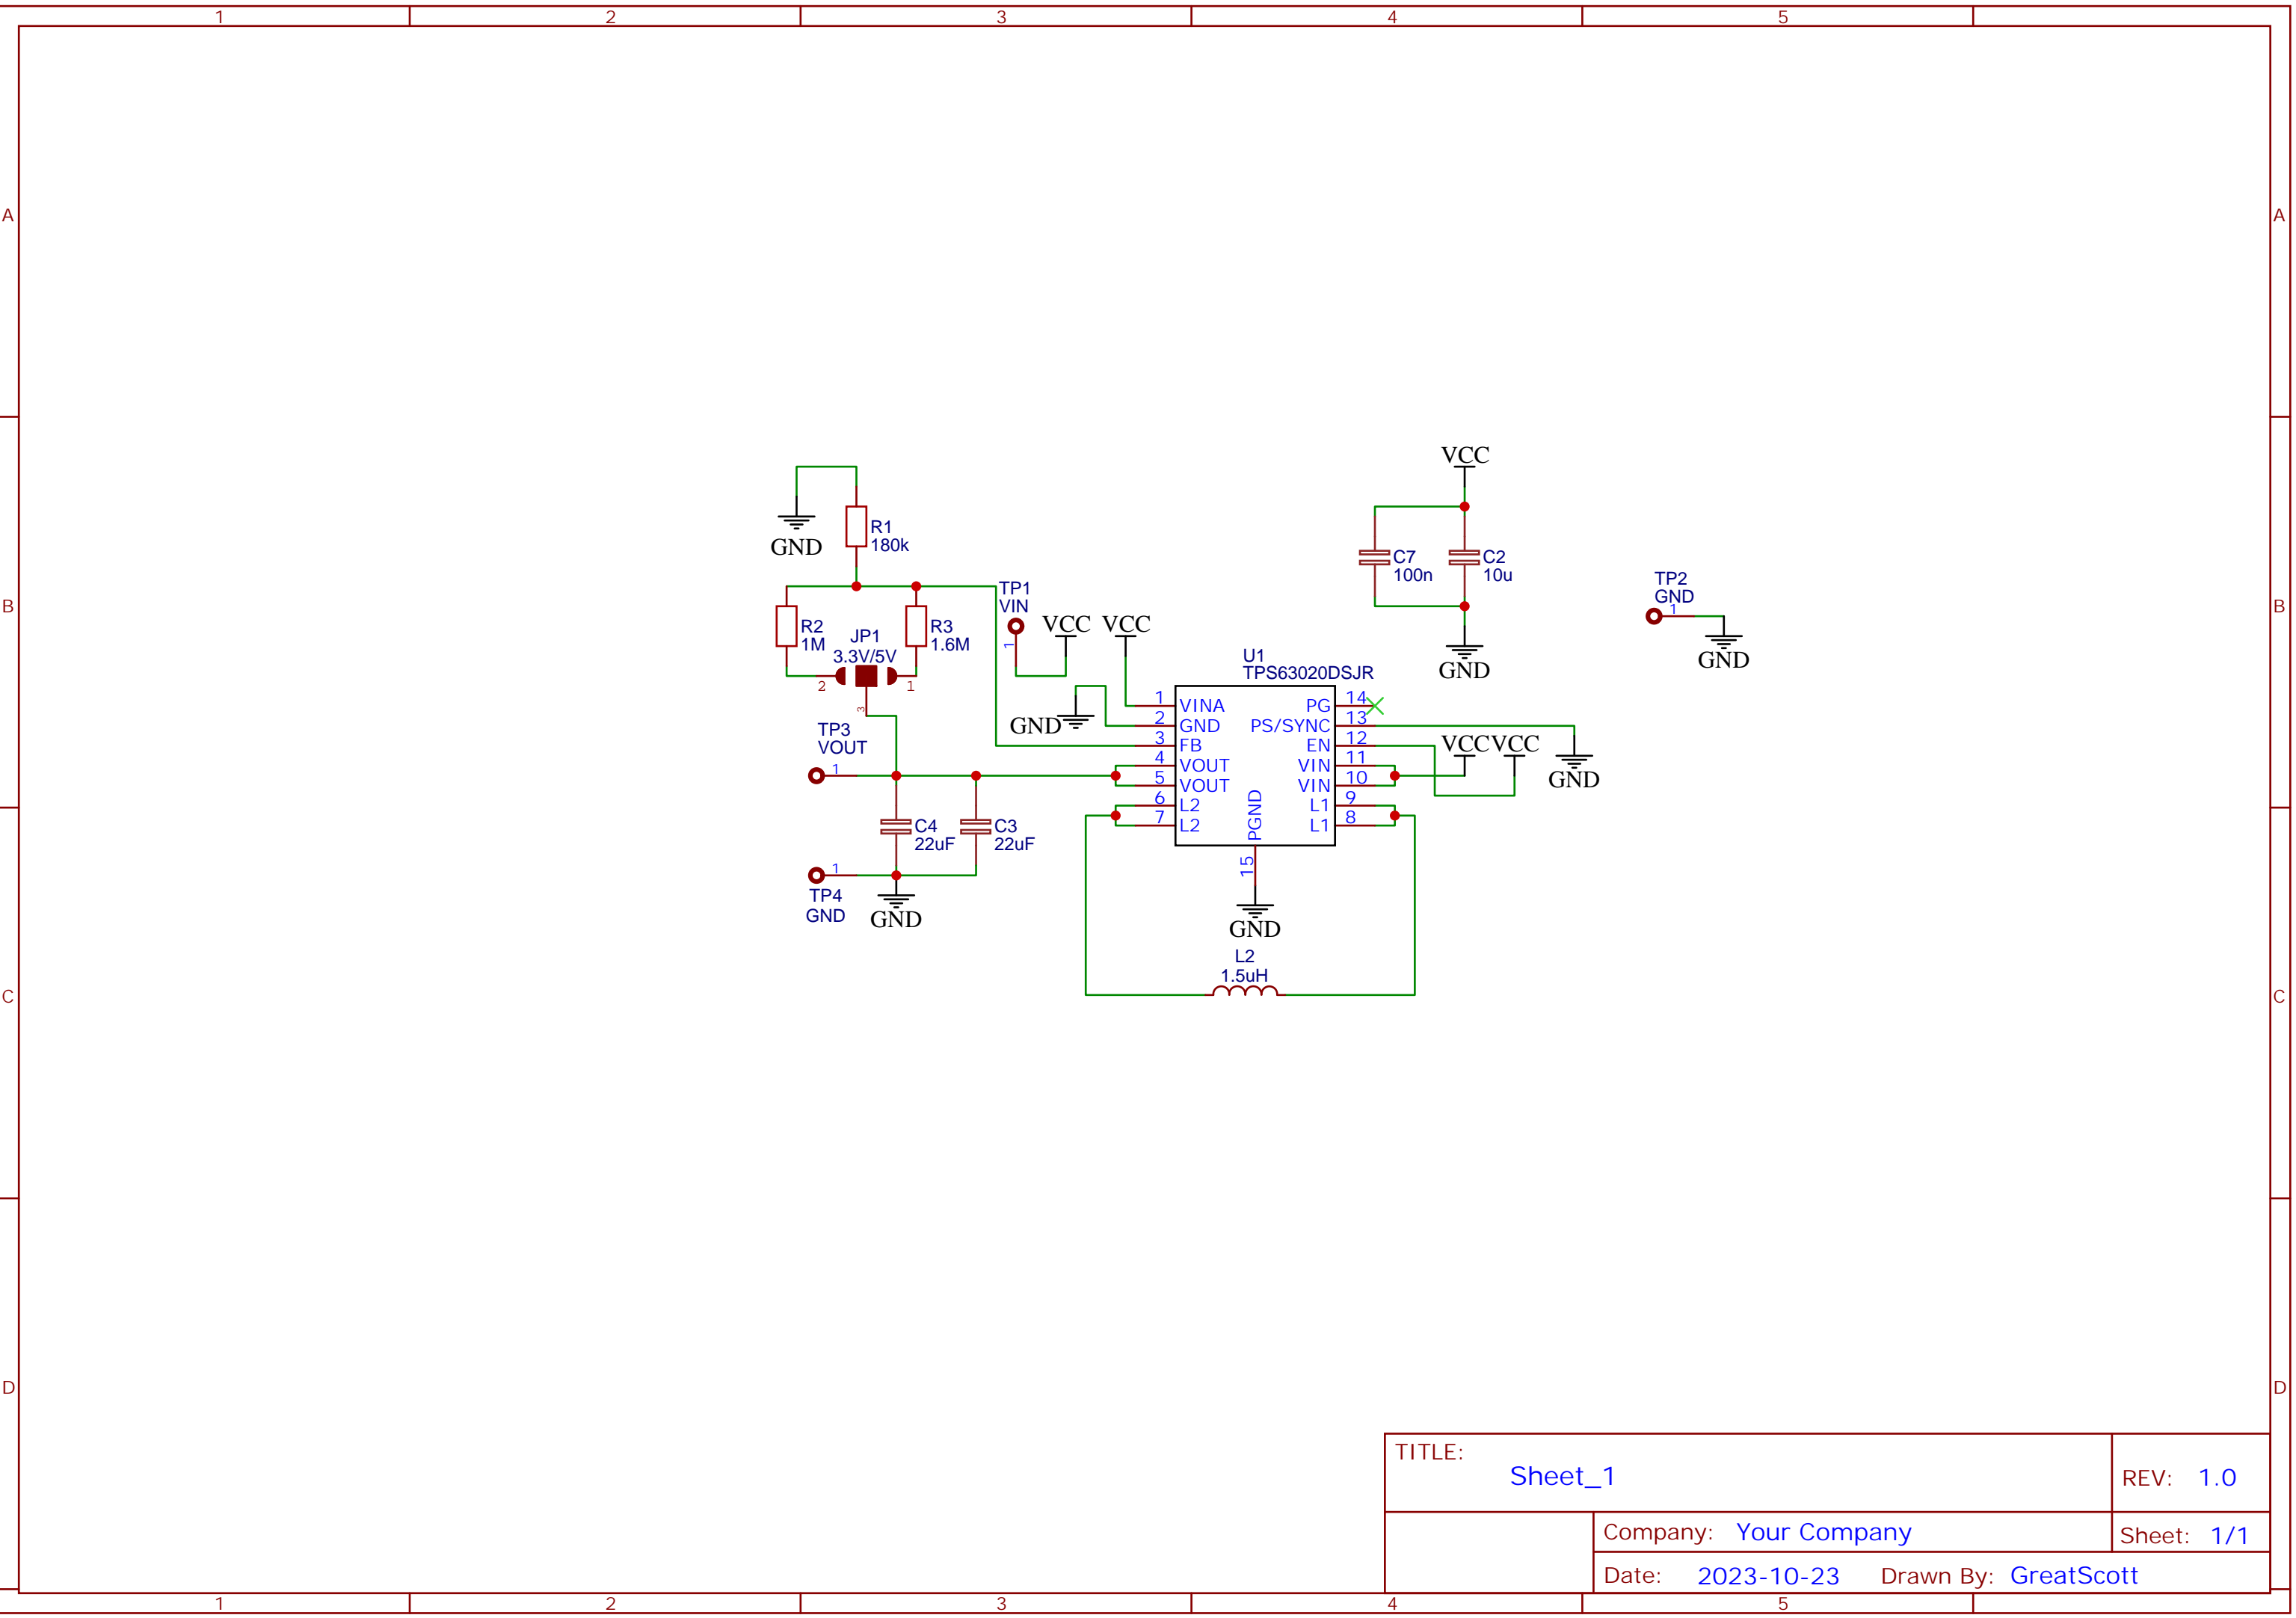 1 2 3 4 5
A A
VCC
R1
180k
GND
C7
100n
C2
10u
TP2
GND
1
GND
B B
TP1
VIN
1
VCC VCC
R2
1M
JP1
3.3V/5V
R3
1.6M
2 1
3
GND
U1
TPS63020DSJR
GND
1 VINA PG 14
2 GND PS/SYNC 13
3 FB EN 12
4 VOUT VIN 11
5 VOUT VIN 10
6 L2 L1 9
7 L2 L1 8
PGND
15
VCC VCC
GND
TP3
VOUT
1
C4
22uF
C3
22uF
1
TP4
GND
GND
GND
L2
1.5uH
C C
D D
TITLE:
Sheet_1
REV: 1.0
Company: Your Company
Sheet: 1/1
Date: 2023-10-23 Drawn By: GreatScott
1 2 3 4 5